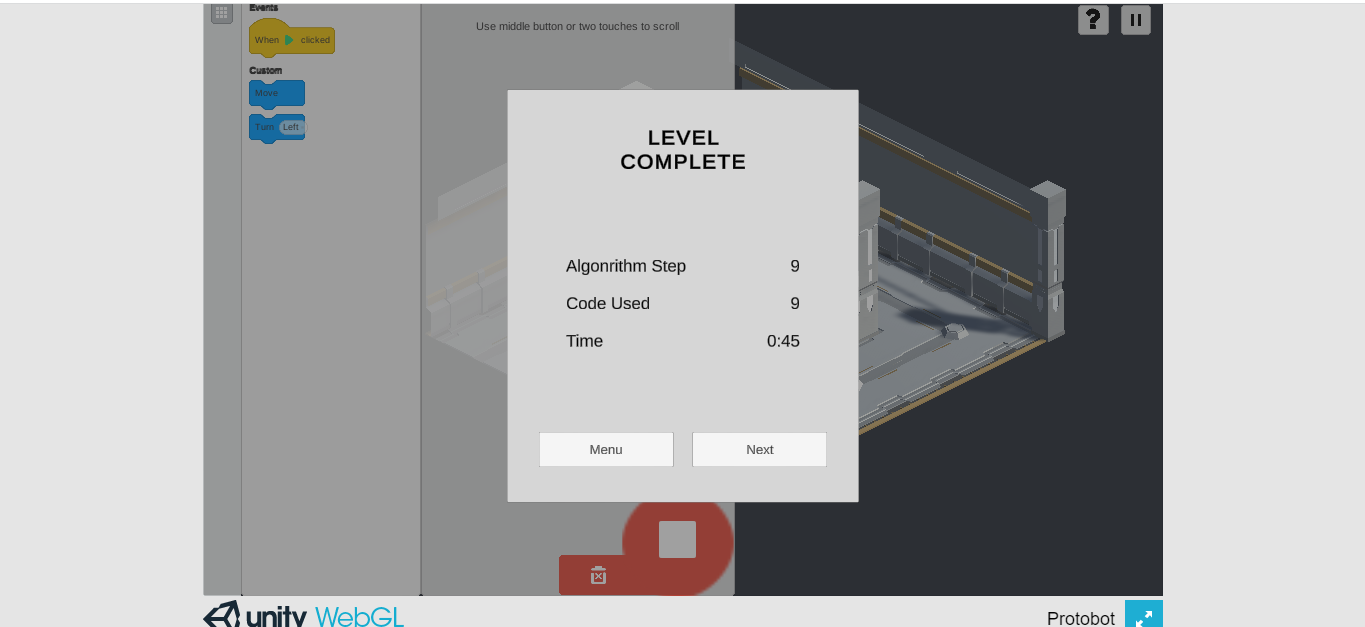 Events
When clicked
Custom
Move
Turn Left
Use middle button or two touches to scroll
?
LEVEL
COMPLETE
Algonrithm Step 9
Code Used 9
Time 0:45
Menu Next
unity WebGL
Protobot